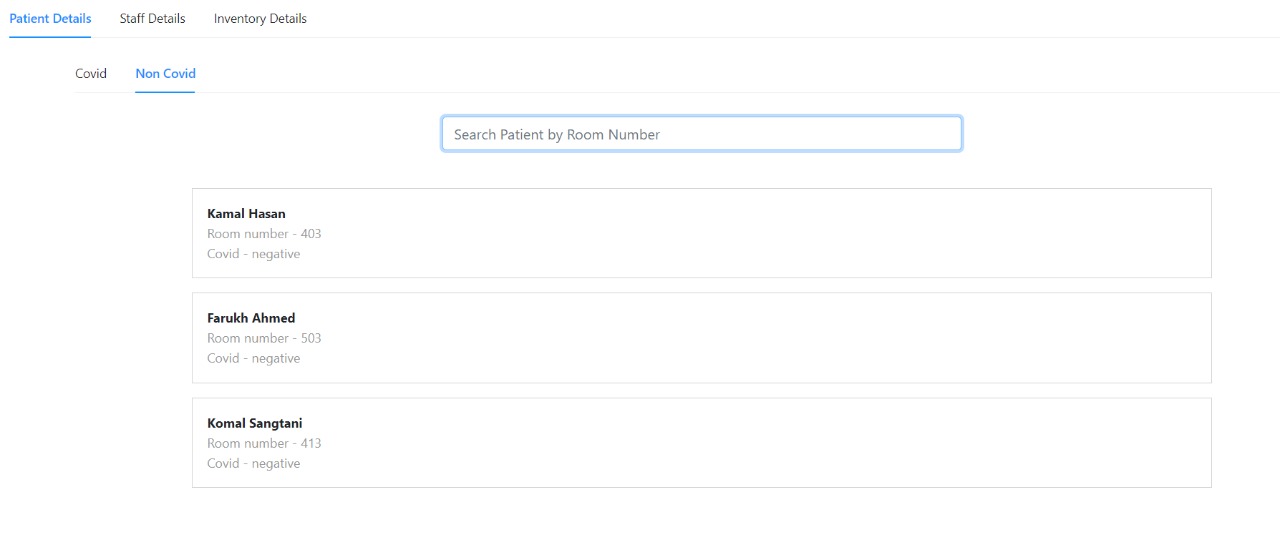 Patient Details Staff Details Inventory Details
Covid Non Covid
Search Patient by Room Number
Kamal Hasan
Room number - 403
Covid - negative
Farukh Ahmed
Room number - 503
Covid - negative
Komal Sangtani
Room number - 413
Covid - negative